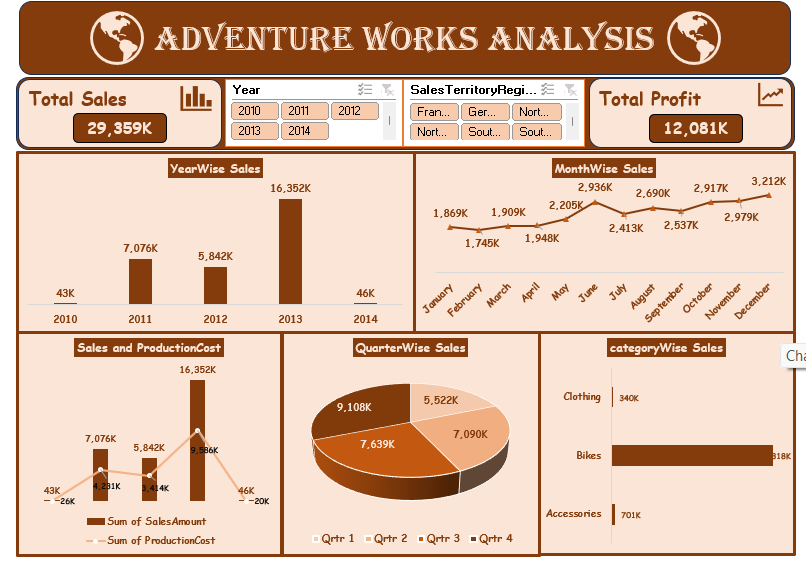 ADVENTURE WORKS ANALYSIS
Total Sales
29,359K
Year
2010 2011 2012
2013 2014
SalesTerritoryRegi...
Fran... Ger... Nort...
Nort... Sout... Sout...
Total Profit
12,081K
YearWise Sales
43K 7,076K 5,842K 16,352K 46K
2010 2011 2012 2013 2014
MonthWise Sales
1,869K 1,745K 1,909K 1,948K 2,205K 2,936K 2,413K 2,690K 2,537K 2,917K 2,979K 3,212K
January February March April May June July August September October November December
Sales and ProductionCost
43K 7,076K 5,842K 16,352K 46K
26K 4,231K 3,414K 9,586K 20K
Sum of SalesAmount
Sum of ProductionCost
QuarterWise Sales
9,108K 5,522K
7,639K 7,090K
Qrtr 1 Qrtr 2 Qrtr 3 Qrtr 4
categoryWise Sales
Clothing 340K
Bikes 318K
Accessories 701K
Cha